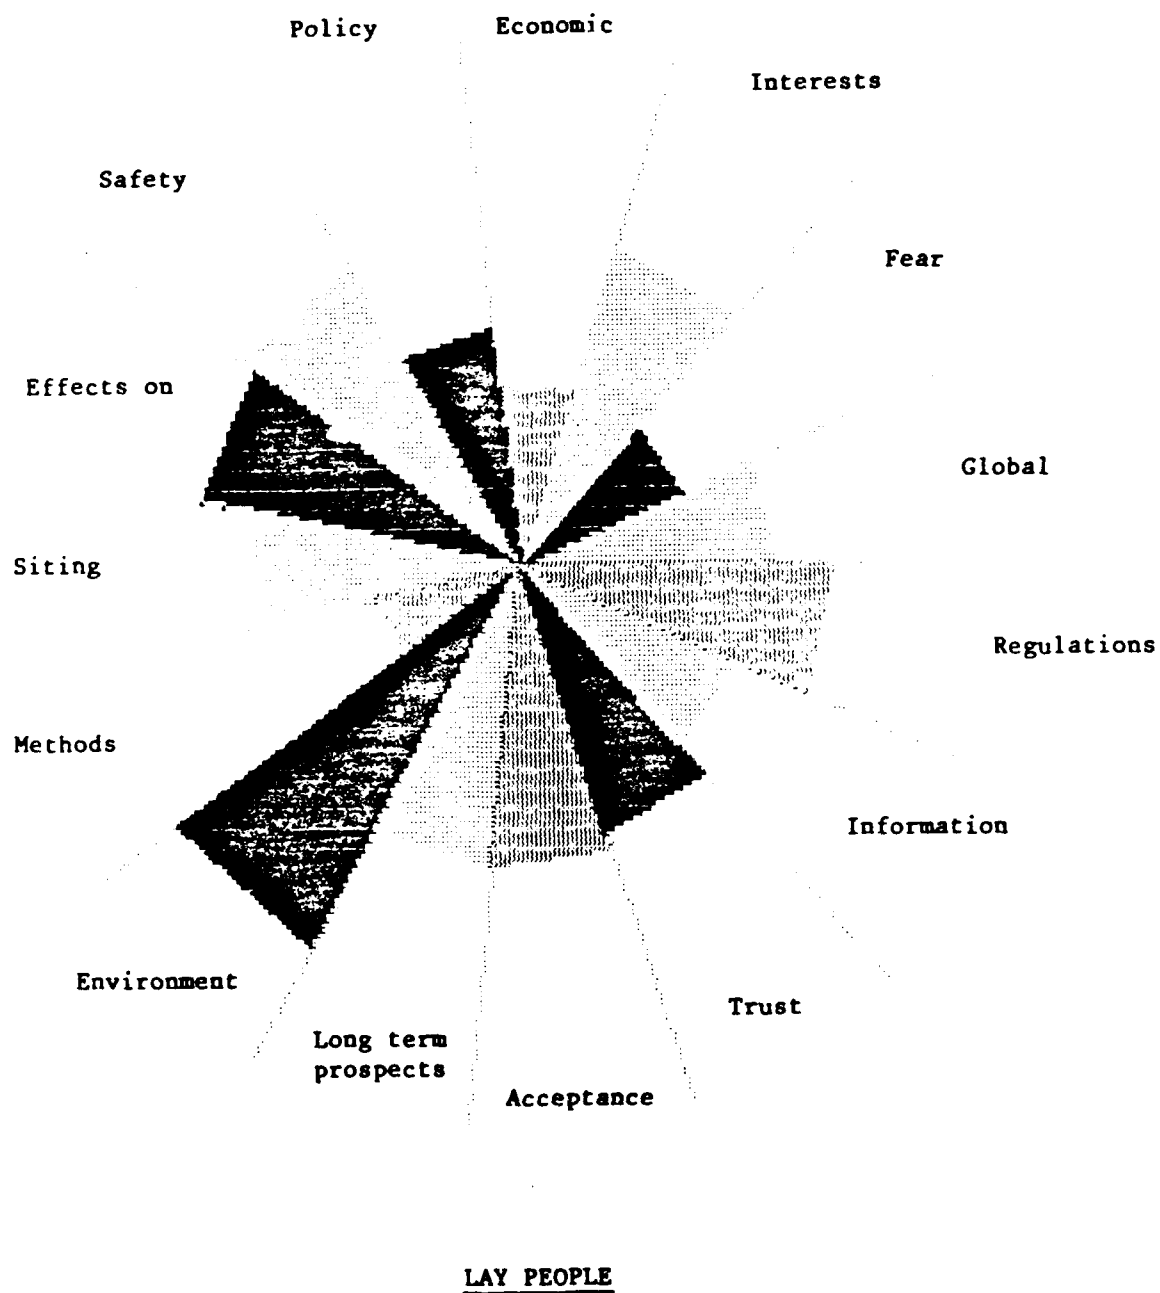 Policy
Economic
Interests
Safety
Fear
Effects on
Global
Siting
Regulations
Methods
Information
Environment
Trust
Long term
prospects
Acceptance
LAY PEOPLE